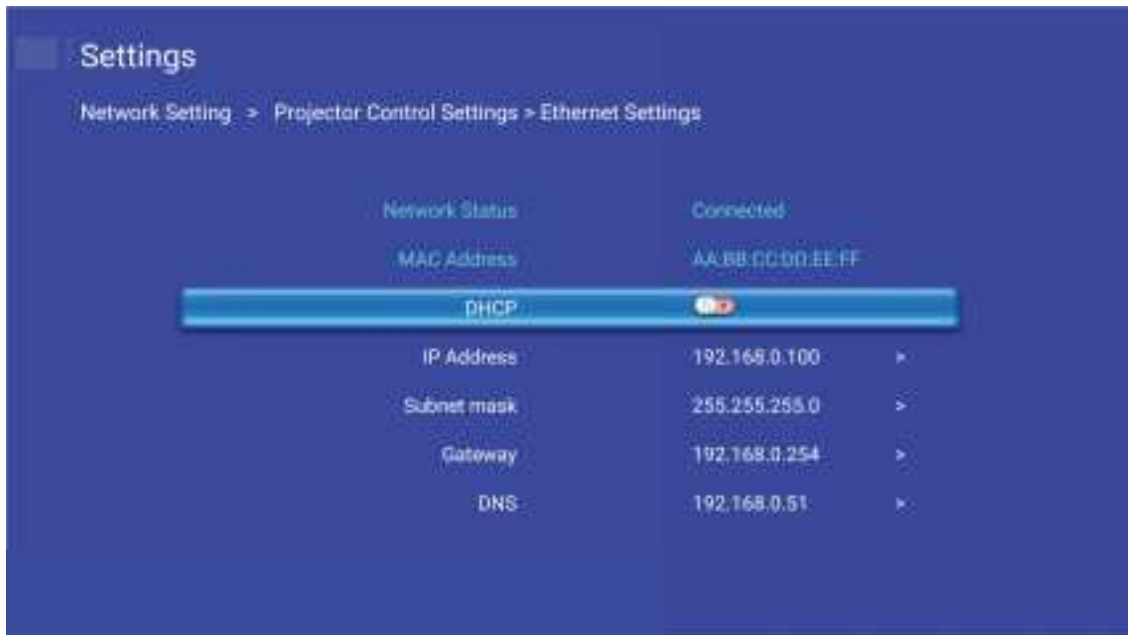 Settings
Network Setting > Projector Control Settings > Ethernet Settings
Network Status Connected
MAC Address AA:BB:CC:DD:EE:FF
DHCP
IP Address 192.168.0.100 >
Subnet mask 255.255.255.0 >
Gateway 192.168.0.254 >
DNS 192.168.0.51 >